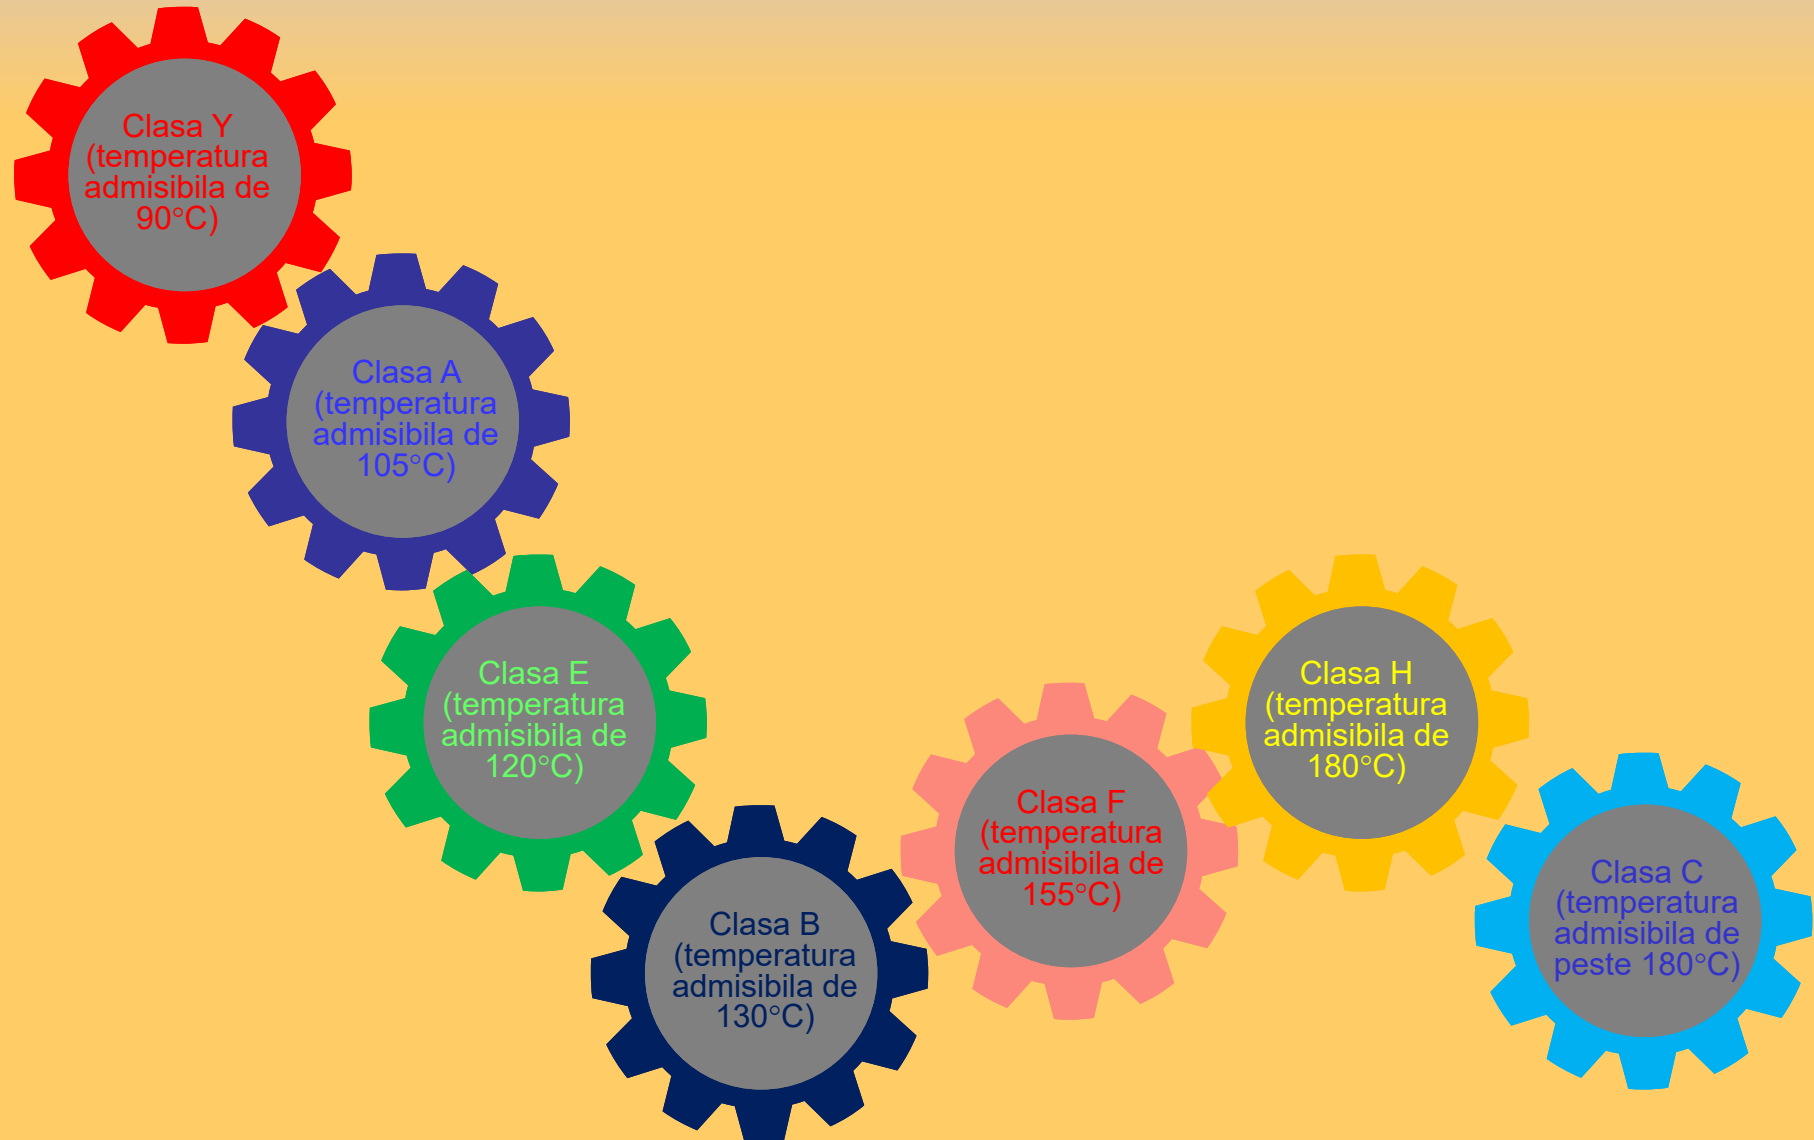 Clasa Y
(temperatura
admisibila de
90°C)
Clasa A
(temperatura
admisibila de
105°C)
Clasa E
(temperatura
admisibila de
120°C)
Clasa B
(temperatura
admisibila de
130°C)
Clasa F
(temperatura
admisibila de
155°C)
Clasa H
(temperatura
admisibila de
180°C)
Clasa C
(temperatura
admisibila de
peste 180°C)